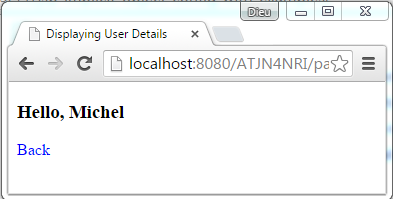 Dieu
Displaying User Details
localhost:8080/ATJN4NRI/pa
Hello, Michel
Back